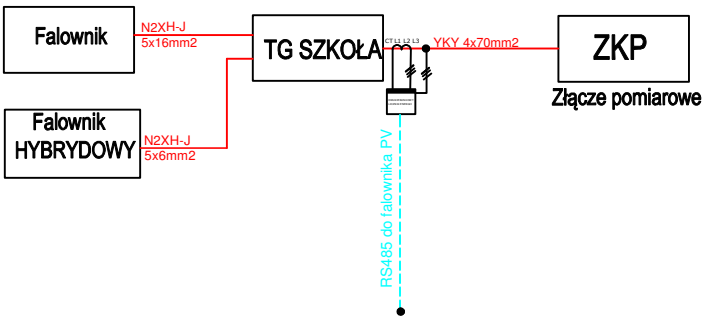 Falownik
N2XH-J
5x16mm2
TG SZKOŁA
CT L1 L2 L3
YKY 4x70mm2
ZKP
Złącze pomiarowe
Falownik
HYBRYDOWY
N2XH-J
5x6mm2
RS485 do falownika PV